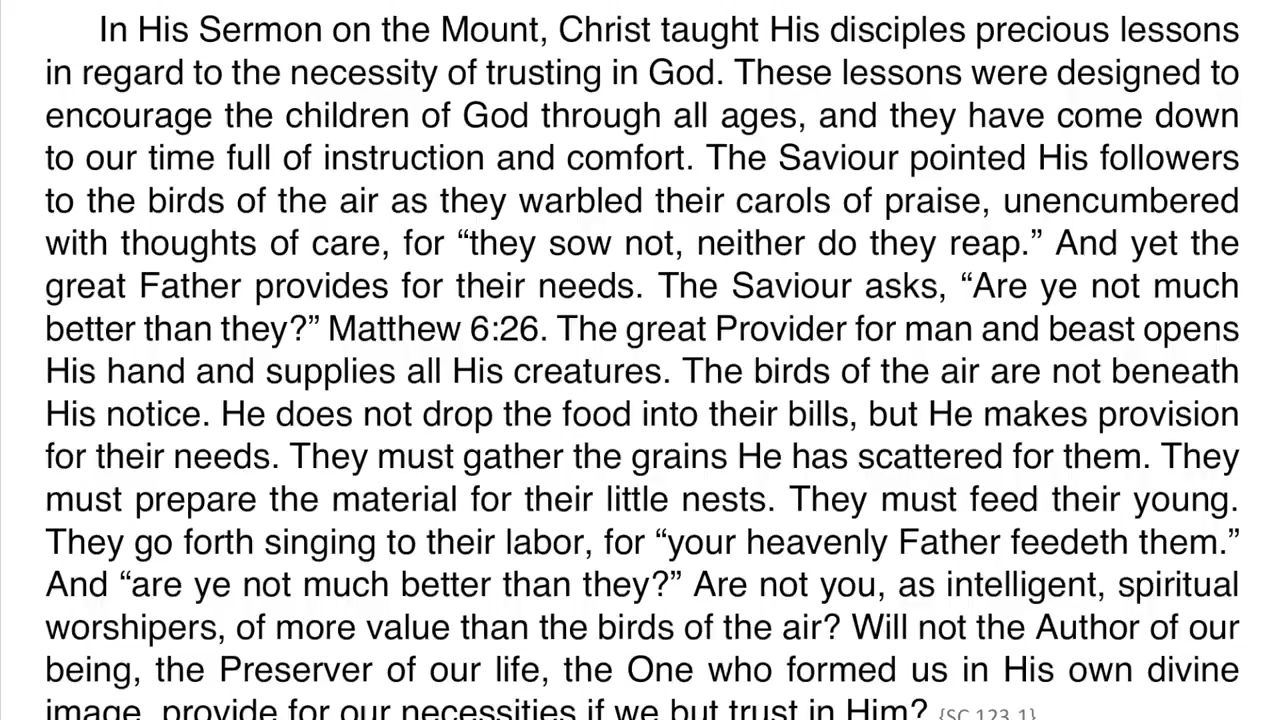 In His Sermon on the Mount, Christ taught His disciples precious lessons
in regard to the necessity of trusting in God. These lessons were designed to
encourage the children of God through all ages, and they have come down
to our time full of instruction and comfort. The Saviour pointed His followers
to the birds of the air as they warbled their carols of praise, unencumbered
with thoughts of care, for “they sow not, neither do they reap.” And yet the
great Father provides for their needs. The Saviour asks, “Are ye not much
better than they?” Matthew 6:26. The great Provider for man and beast opens
His hand and supplies all His creatures. The birds of the air are not beneath
His notice. He does not drop the food into their bills, but He makes provision
for their needs. They must gather the grains He has scattered for them. They
must prepare the material for their little nests. They must feed their young.
They go forth singing to their labor, for “your heavenly Father feedeth them.”
And “are ye not much better than they?” Are not you, as intelligent, spiritual
worshipers, of more value than the birds of the air? Will not the Author of our
being, the Preserver of our life, the One who formed us in His own divine
image, provide for our necessities if we but trust in Him? {SC 123.1}